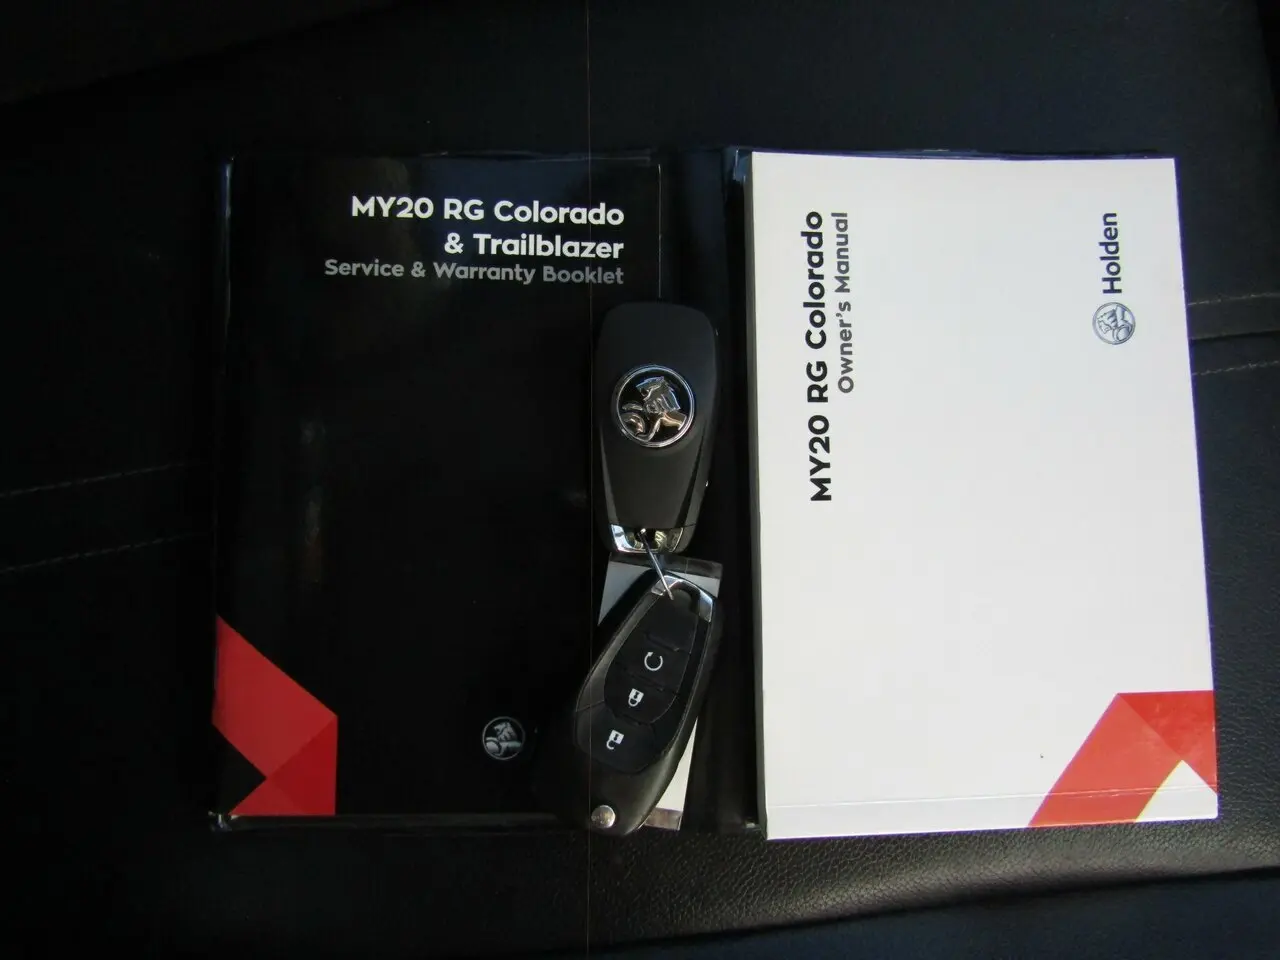 MY20 RG Colorado
& Trailblazer
Service & Warranty Booklet
MY20 RG Colorado
Owner's Manual
Holden